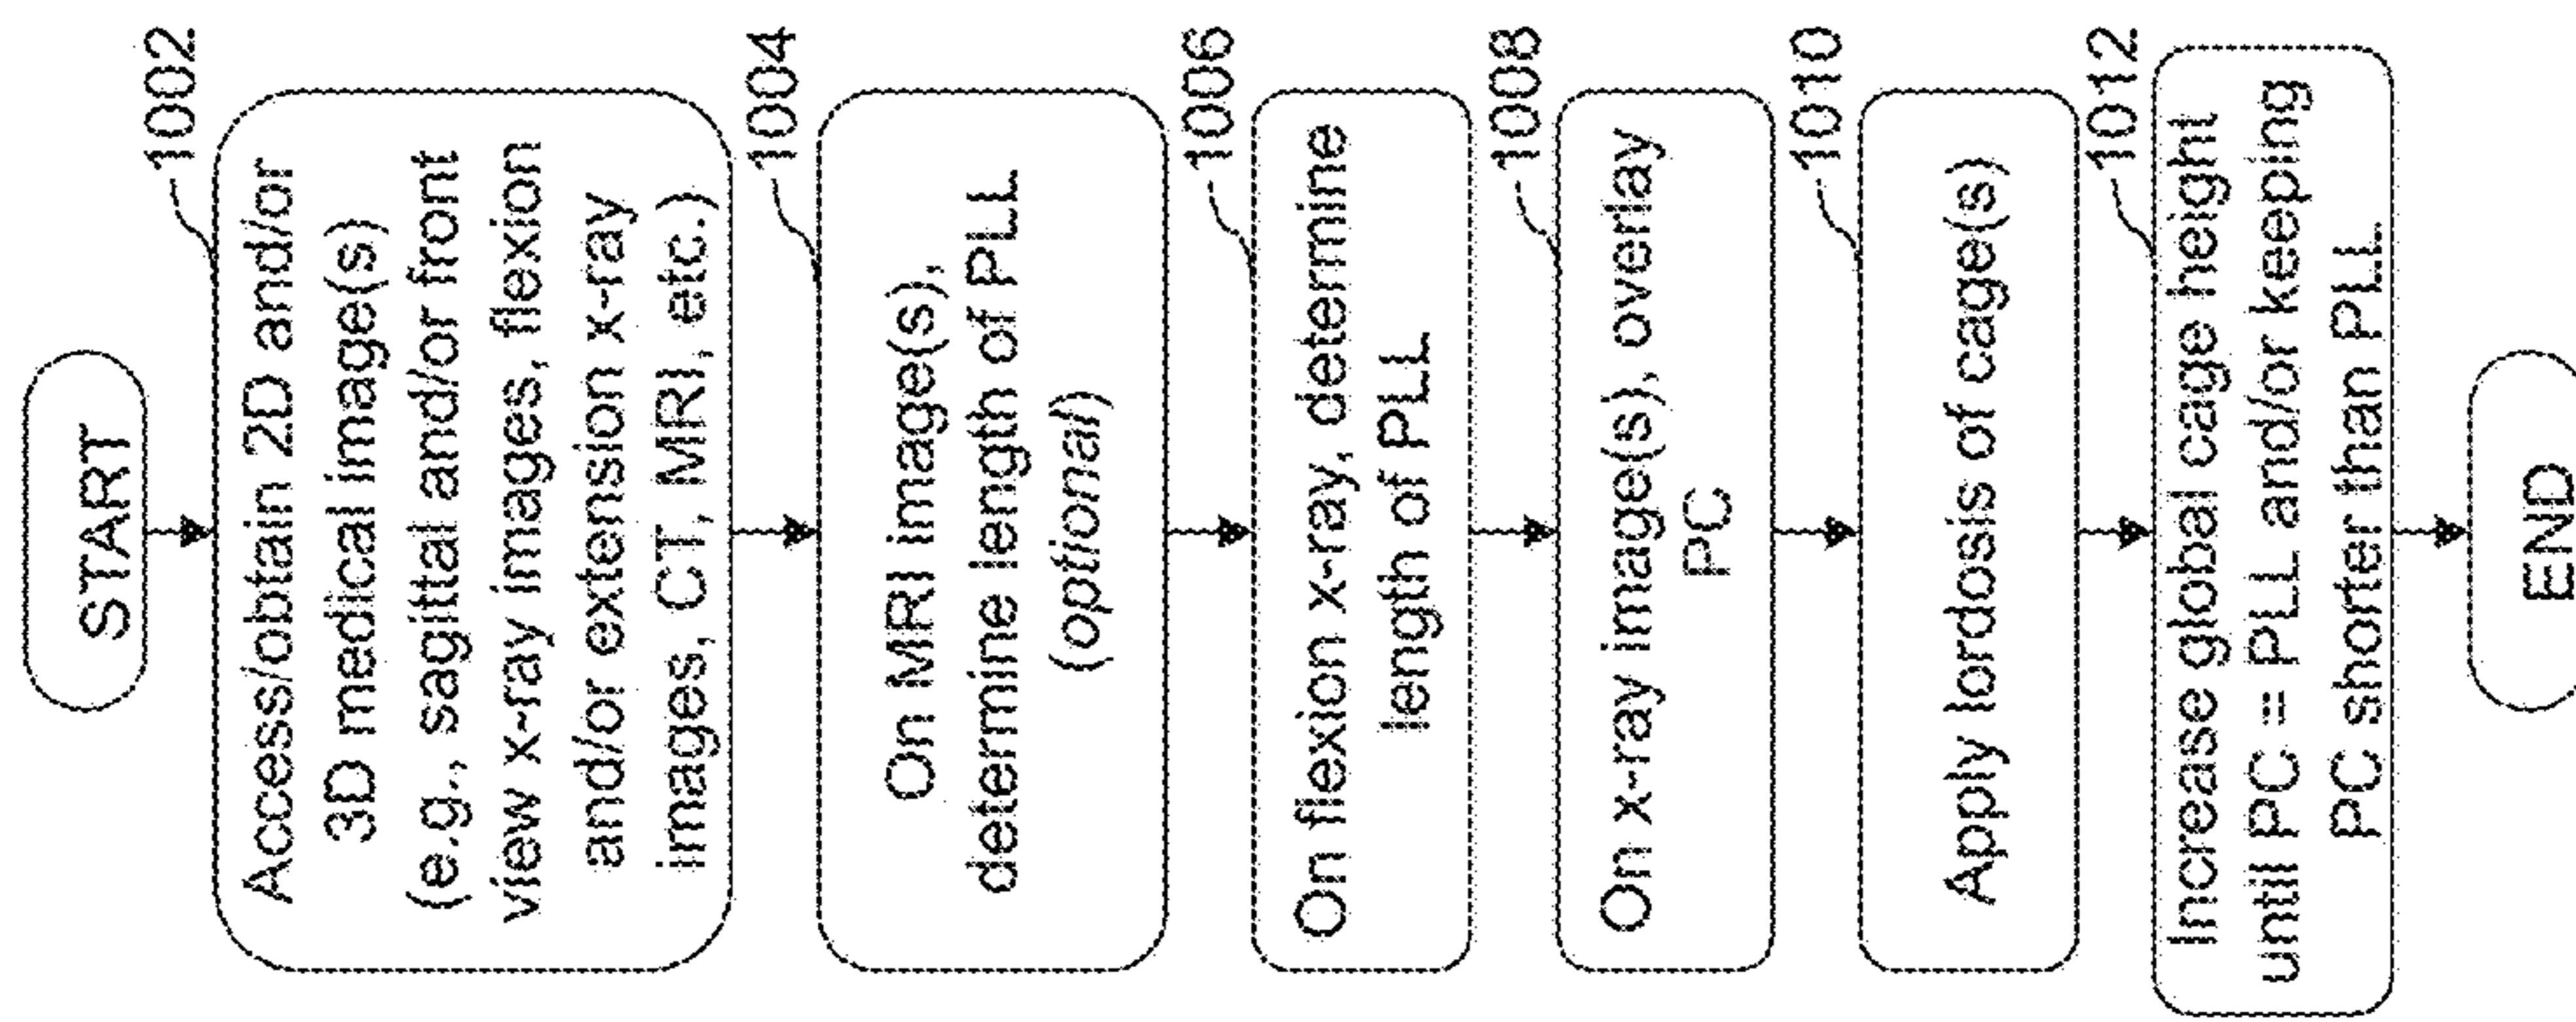 START
1002
Access/obtain 2D and/or
3D medical image(s)
(e.g., sagittal and/or front
view x-ray images, flexion
and/or extension x-ray
images, CT, MRI, etc.)
1004
On MRI image(s),
determine length of PLL
(optional)
1006
On flexion x-ray, determine
length of PLL
1008
On x-ray image(s), overlay
PC
1010
Apply lordosis of cage(s)
1012
Increase global cage height
until PC = PLL and/or keeping
PC shorter than PLL
END